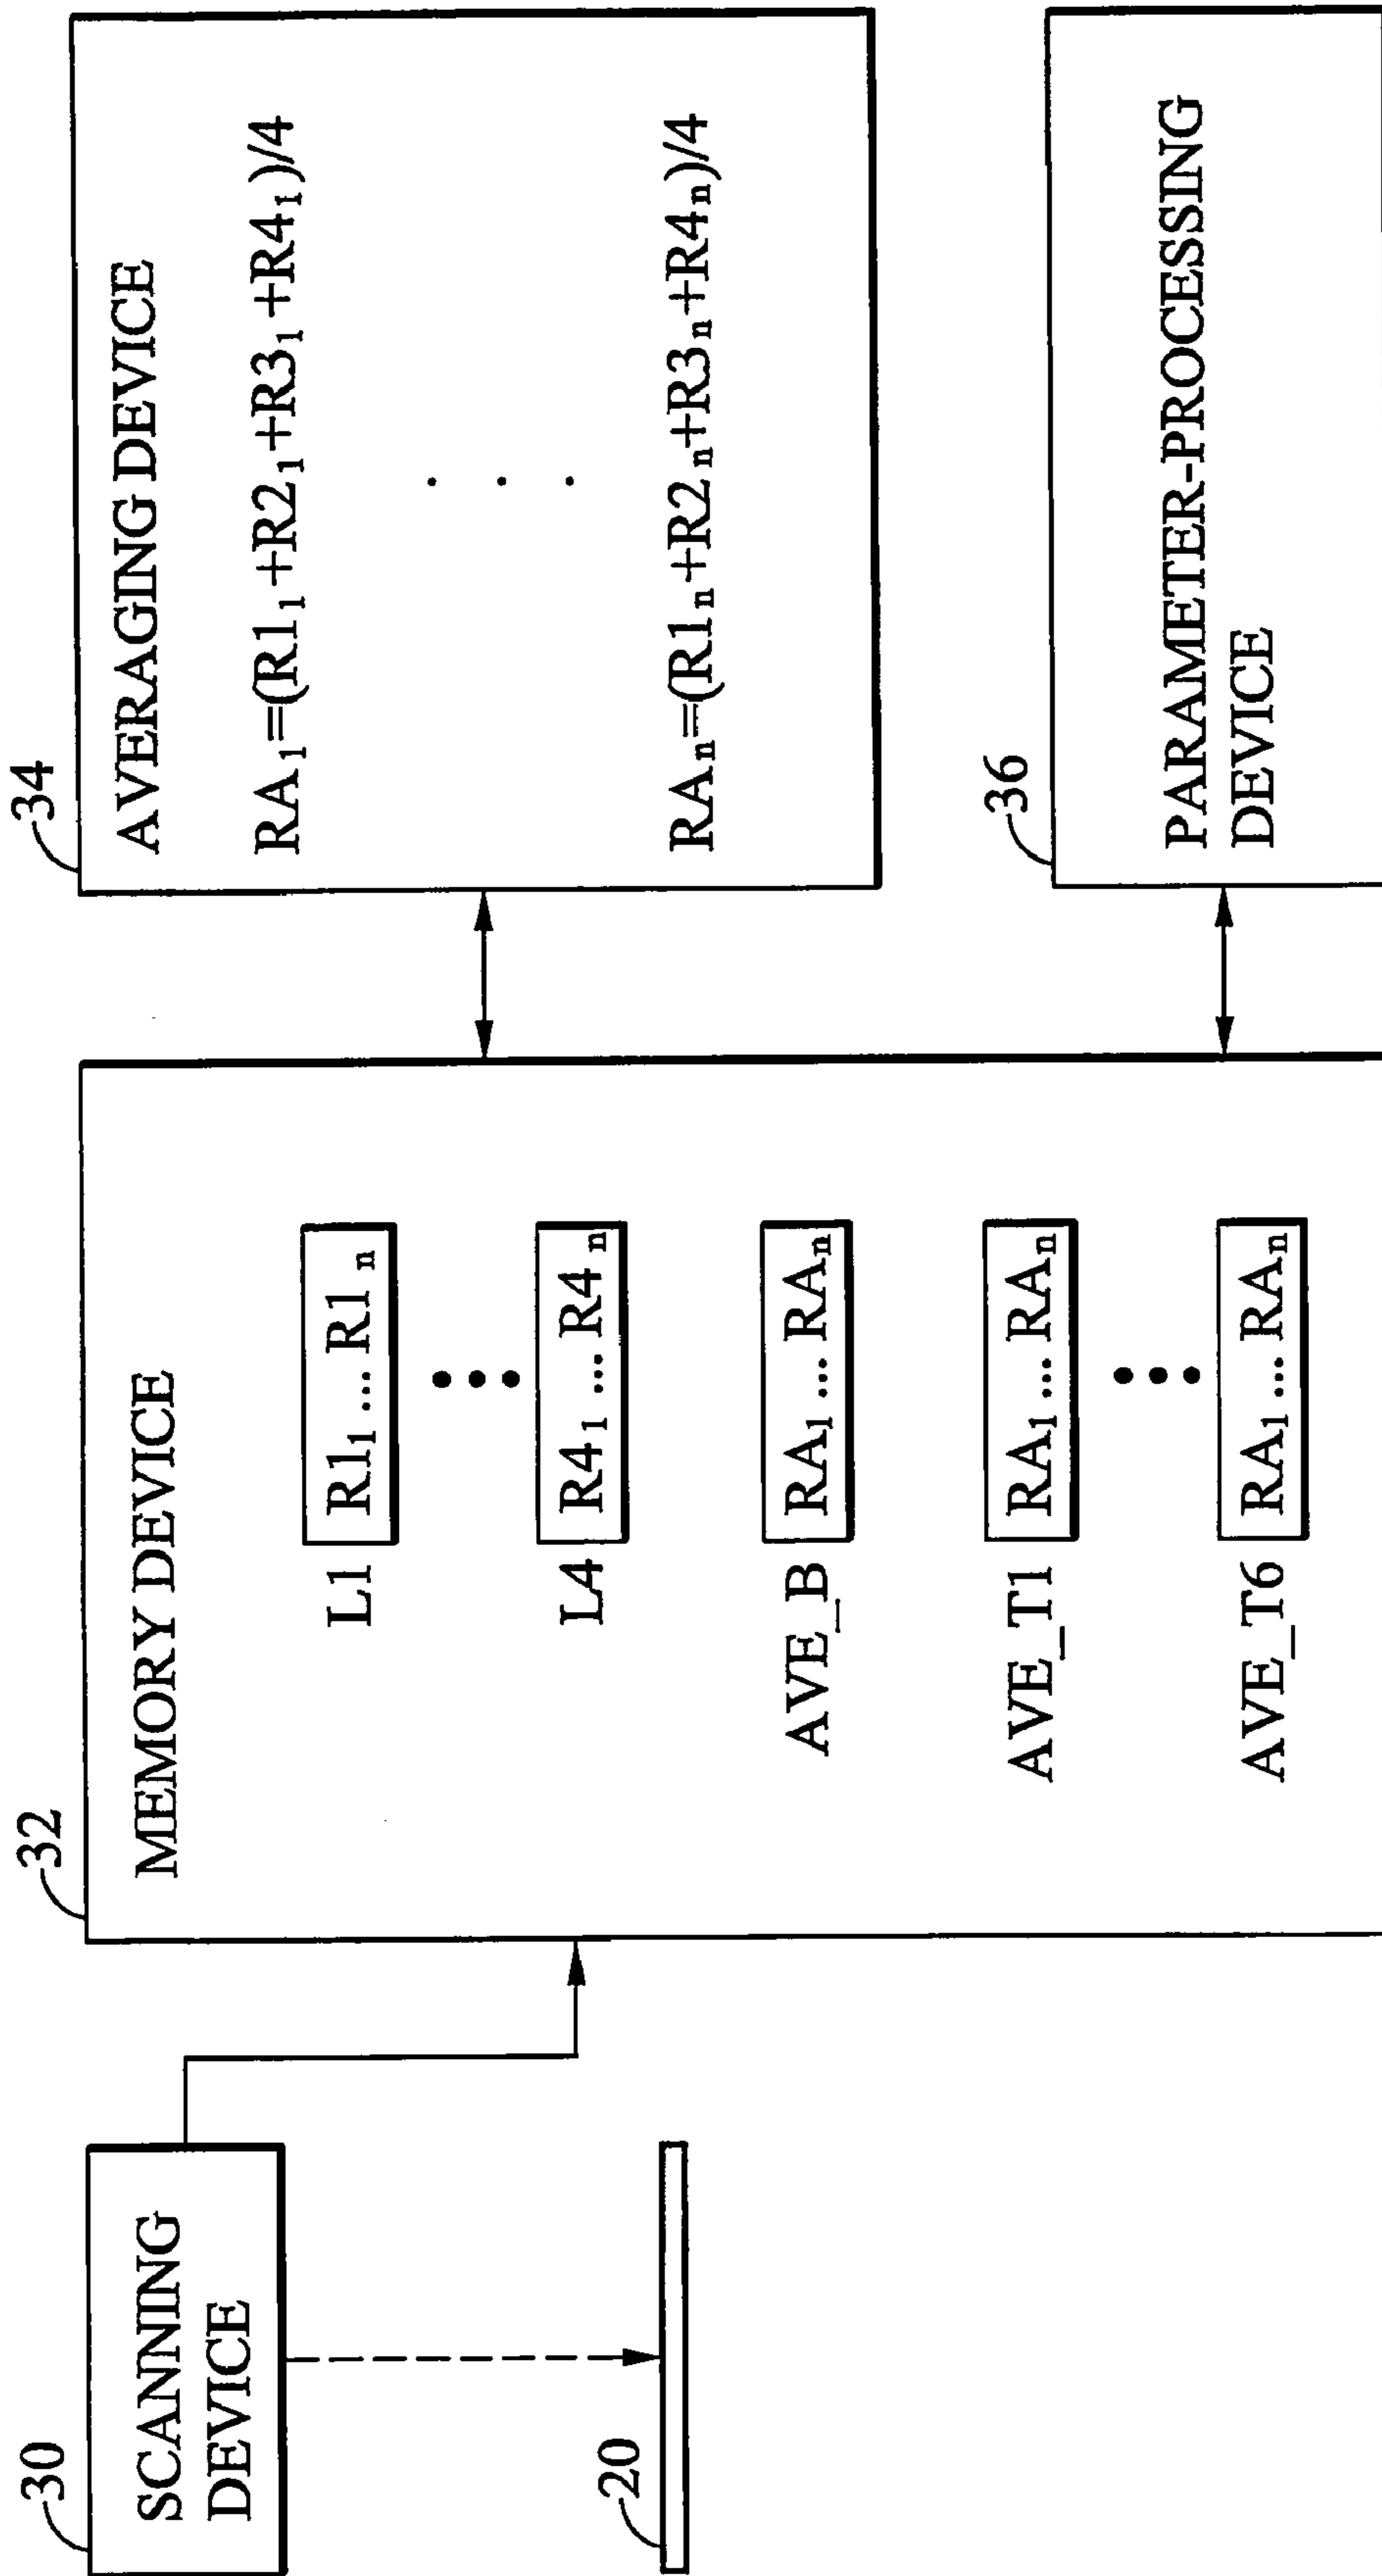 30
SCANNING
DEVICE
20
32
MEMORY DEVICE
L1 R1₁ ... R1ₙ
L4 R4₁ ... R4ₙ
AVE_B RA₁ ... RAₙ
AVE_T1 RA₁ ... RAₙ
AVE_T6 RA₁ ... RAₙ
34
AVERAGING DEVICE
RA₁=(R1₁+R2₁+R3₁+R4₁)/4
RAₙ=(R1ₙ+R2ₙ+R3ₙ+R4ₙ)/4
36
PARAMETER-PROCESSING
DEVICE